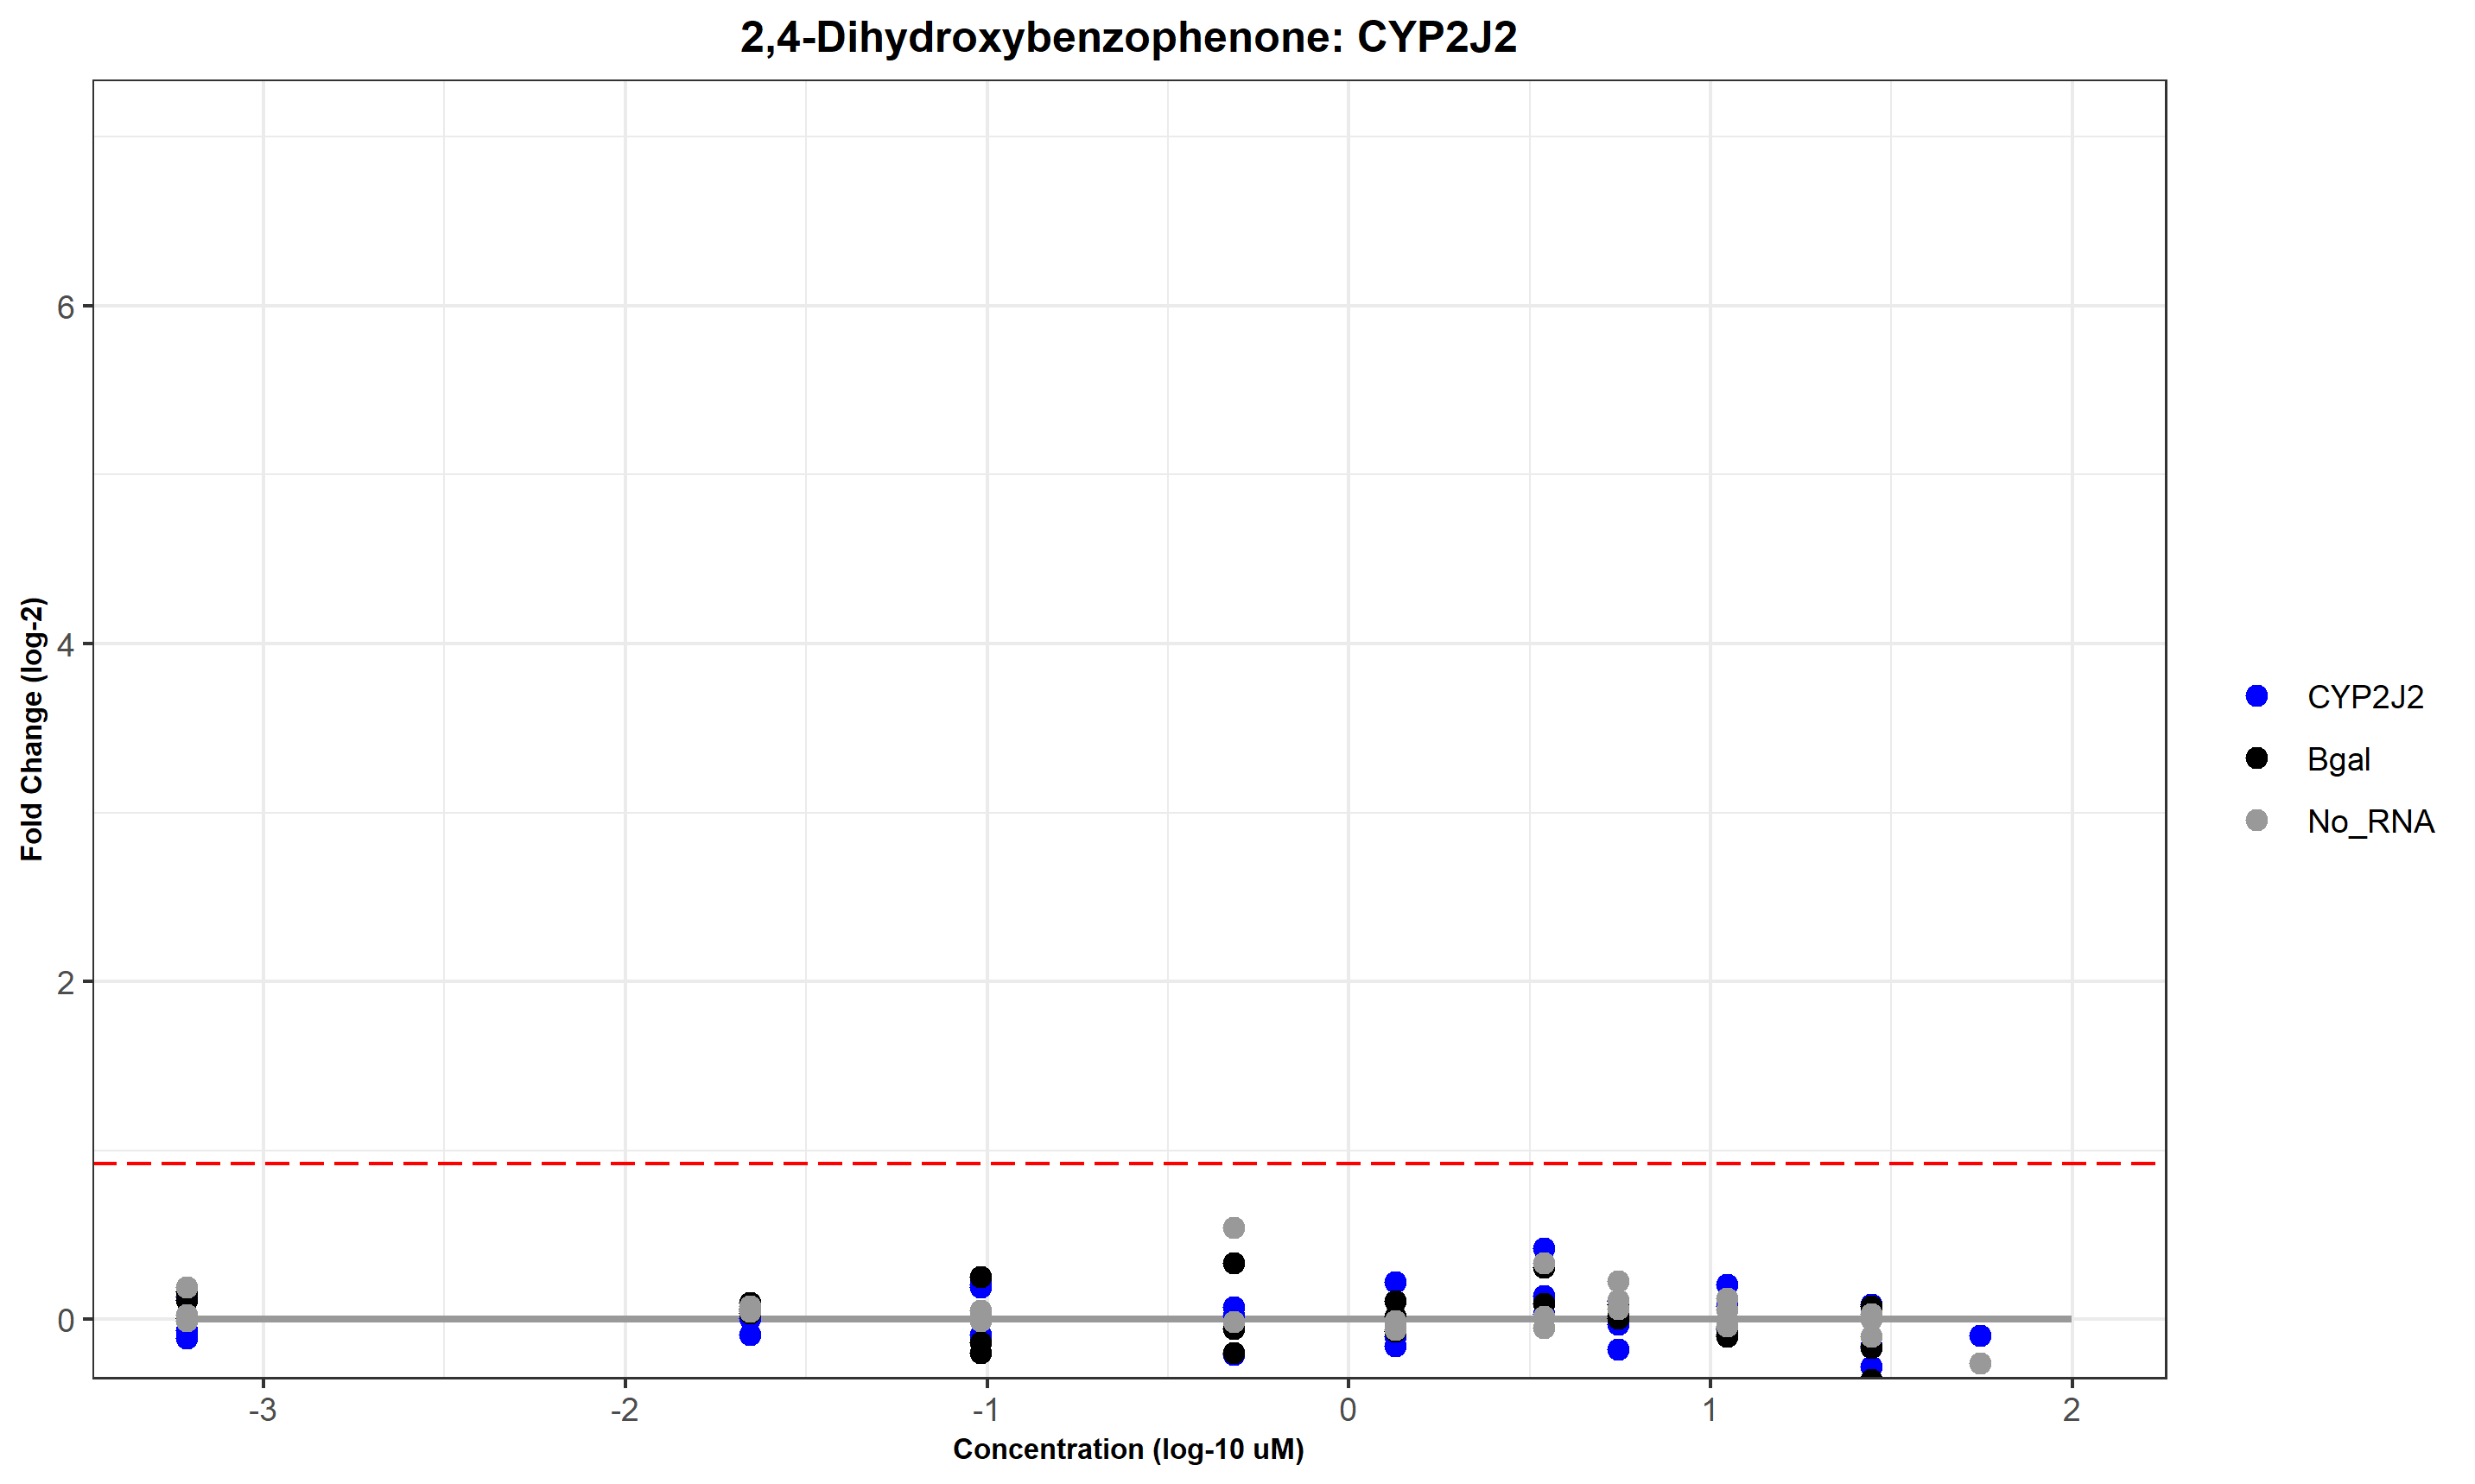 2,4-Dihydroxybenzophenone: CYP2J2
Fold Change (log-2)
6
4
2
0
-3
-2
-1
0
1
2
Concentration (log-10 uM)
CYP2J2
Bgal
No_RNA